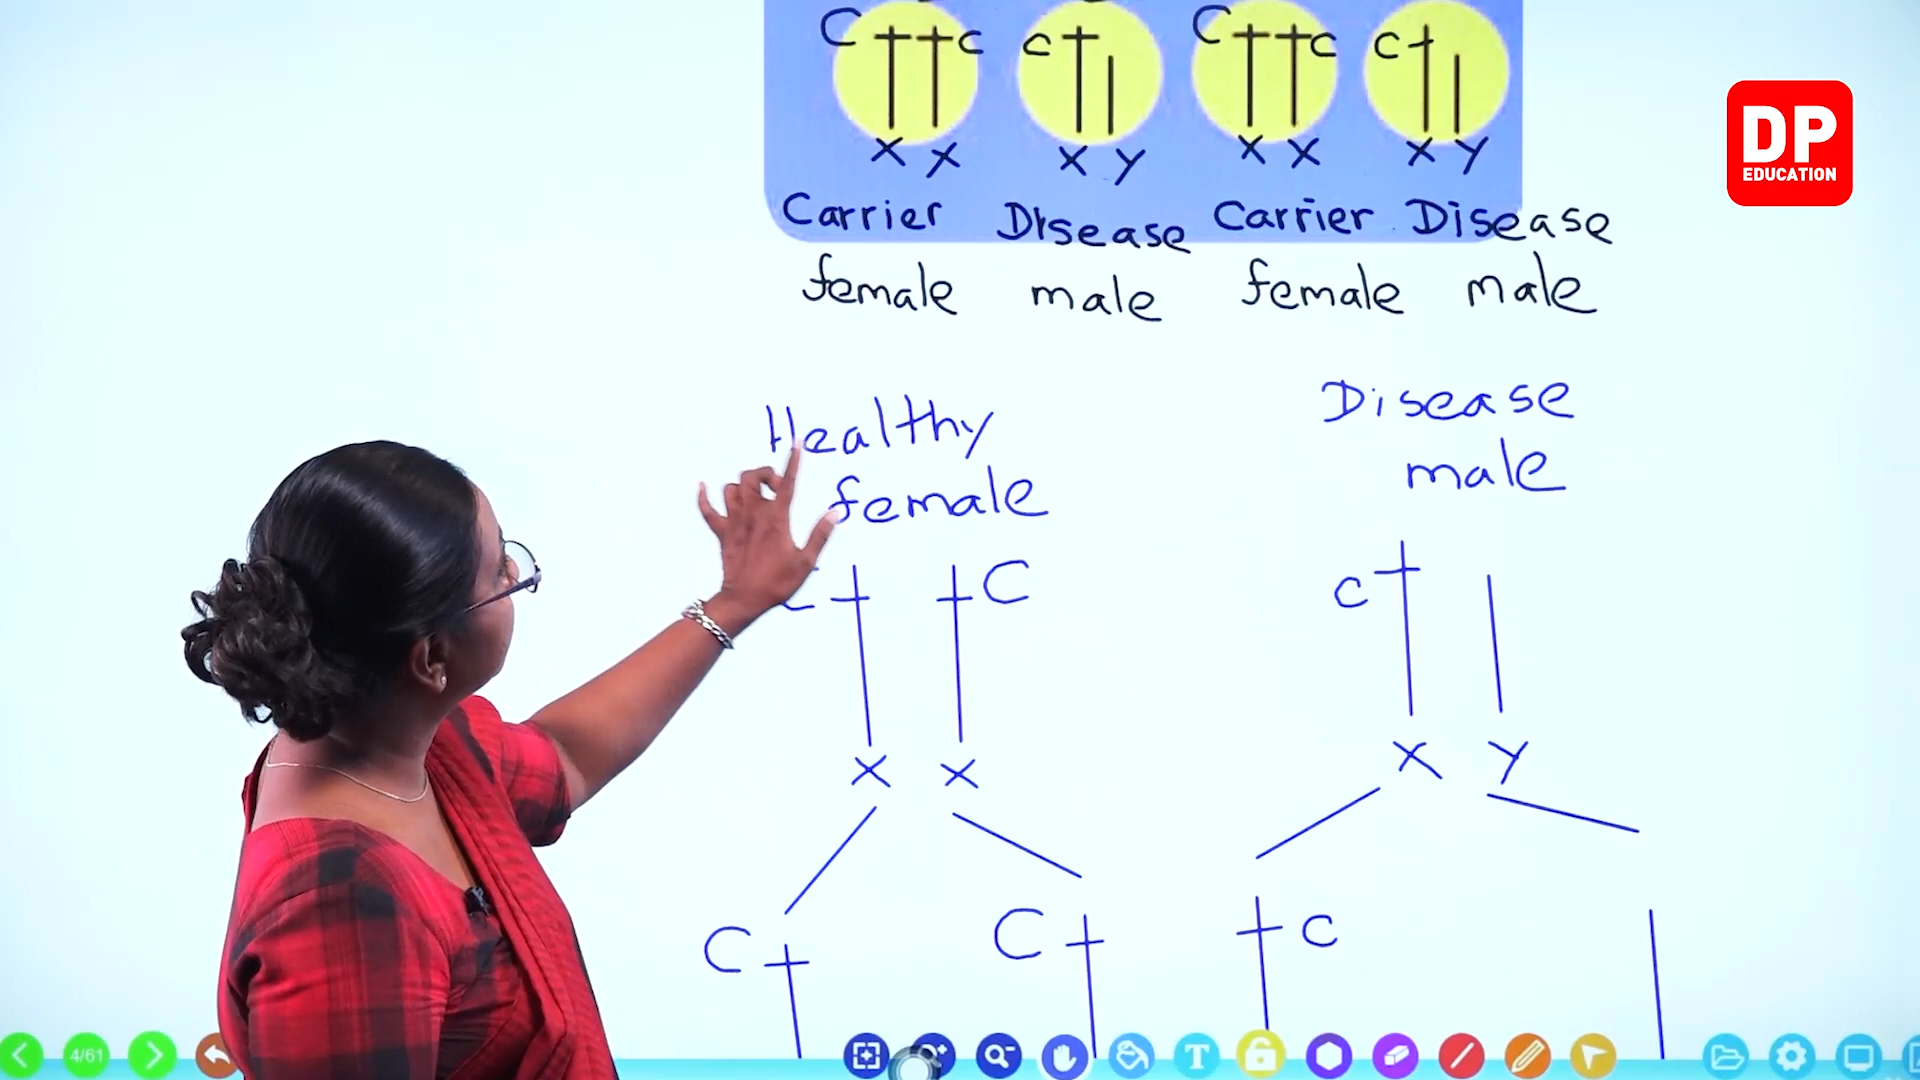 C c c C c c
X X X Y X X X Y
Carrier Disease Carrier Disease
female male female male
DP
EDUCATION
Healthy
female
Disease
male
C C c
X X X Y
C C c
4/61
T